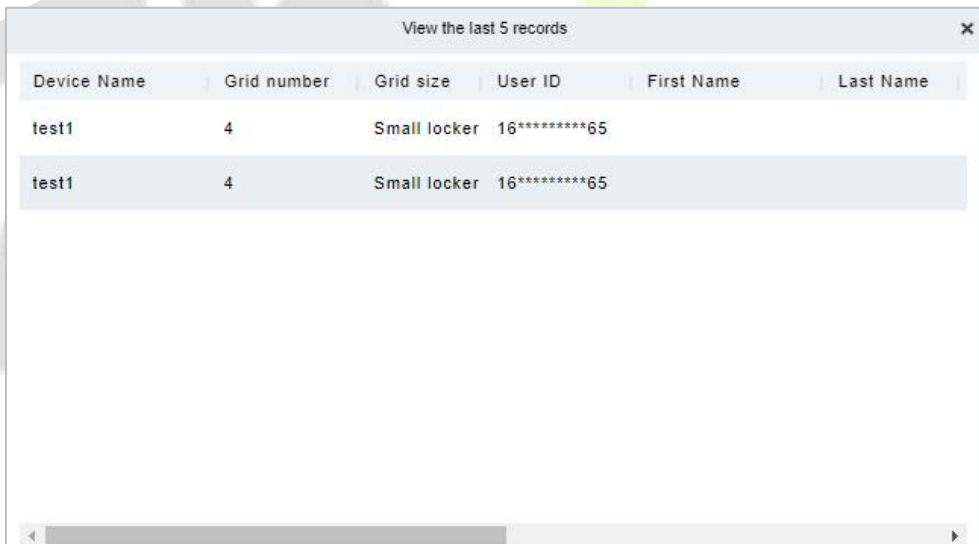 View the last 5 records ×
Device Name Grid number Grid size User ID First Name Last Name
test1 4 Small locker 16*********65
test1 4 Small locker 16*********65